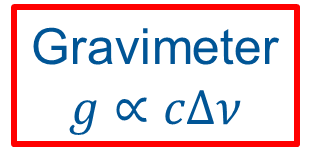 Gravimeter
𝑔 ∝ 𝑐Δ𝜈